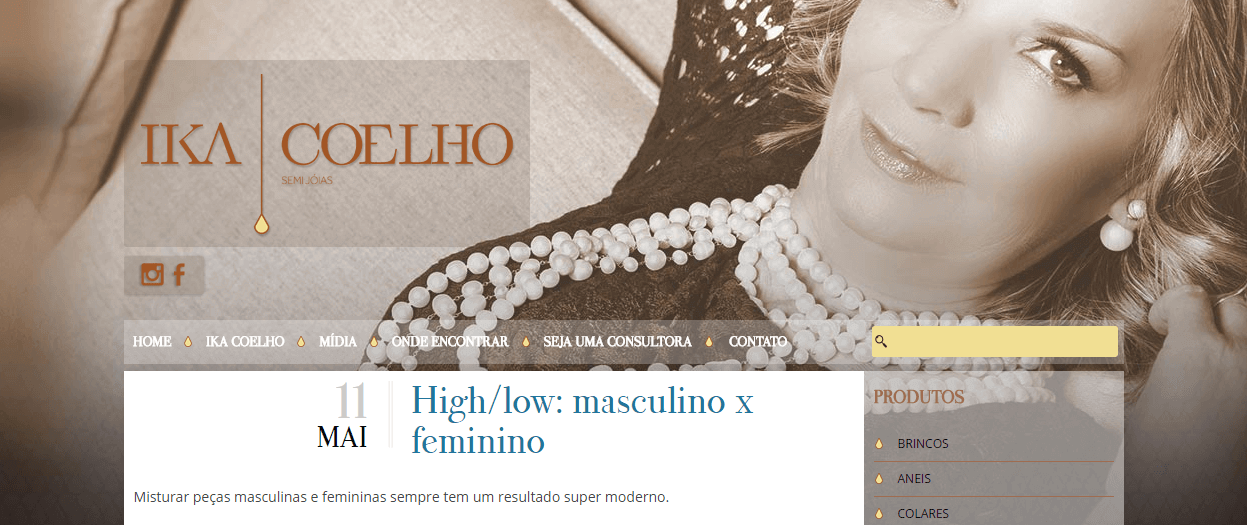 IKA COELHO
SEMI JÓIAS
HOME IKA COELHO MÍDIA ONDE ENCONTRAR SEJA UMA CONSULTORA CONTATO
11
MAI
High/low: masculino x
feminino
Misturar peças masculinas e femininas sempre tem um resultado super moderno.
PRODUTOS
BRINCOS
ANEIS
COLARES